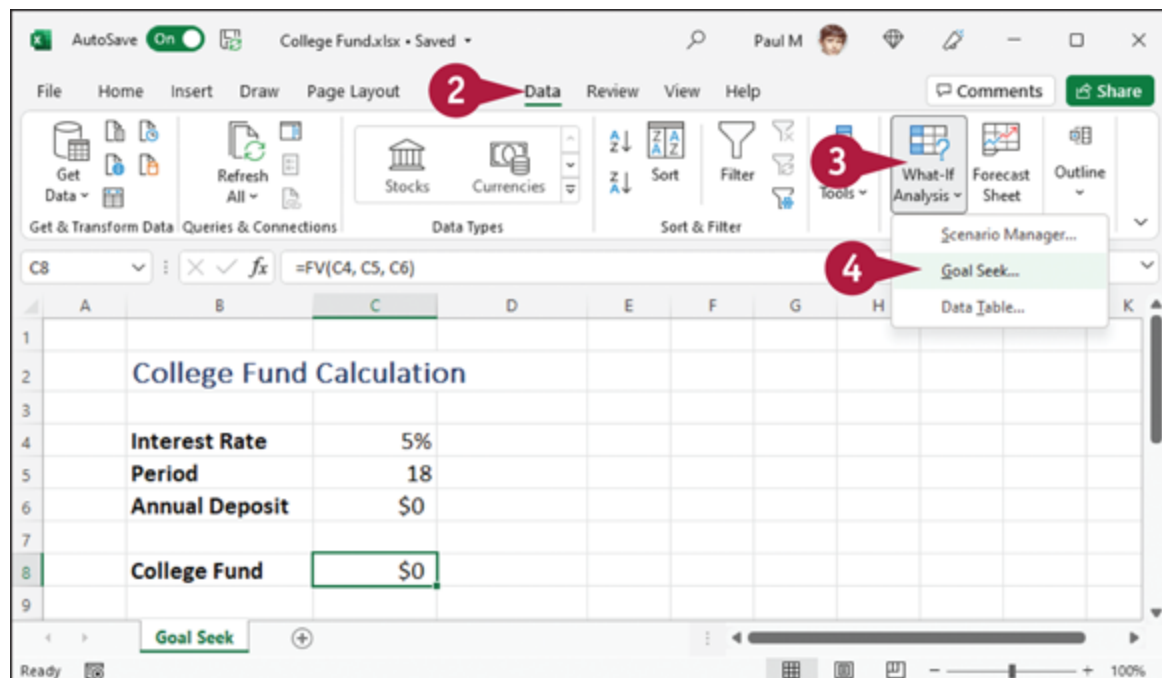 AutoSave On College Fund.xlsx • Saved Paul M
File Home Insert Draw Page Layout 2 Data Review View Help Comments Share
Get Data Refresh All Stocks Currencies Sort Filter 3 Tools What-If Analysis Forecast Sheet Outline
Get & Transform Data Queries & Connections Data Types Sort & Filter
Scenario Manager...
4 Goal Seek...
Data Table...
C8 fx =FV(C4, C5, C6)
A B C D E F G H K
1
2 College Fund Calculation
3
4 Interest Rate 5%
5 Period 18
6 Annual Deposit $0
7
8 College Fund $0
9
Goal Seek
Ready 100%